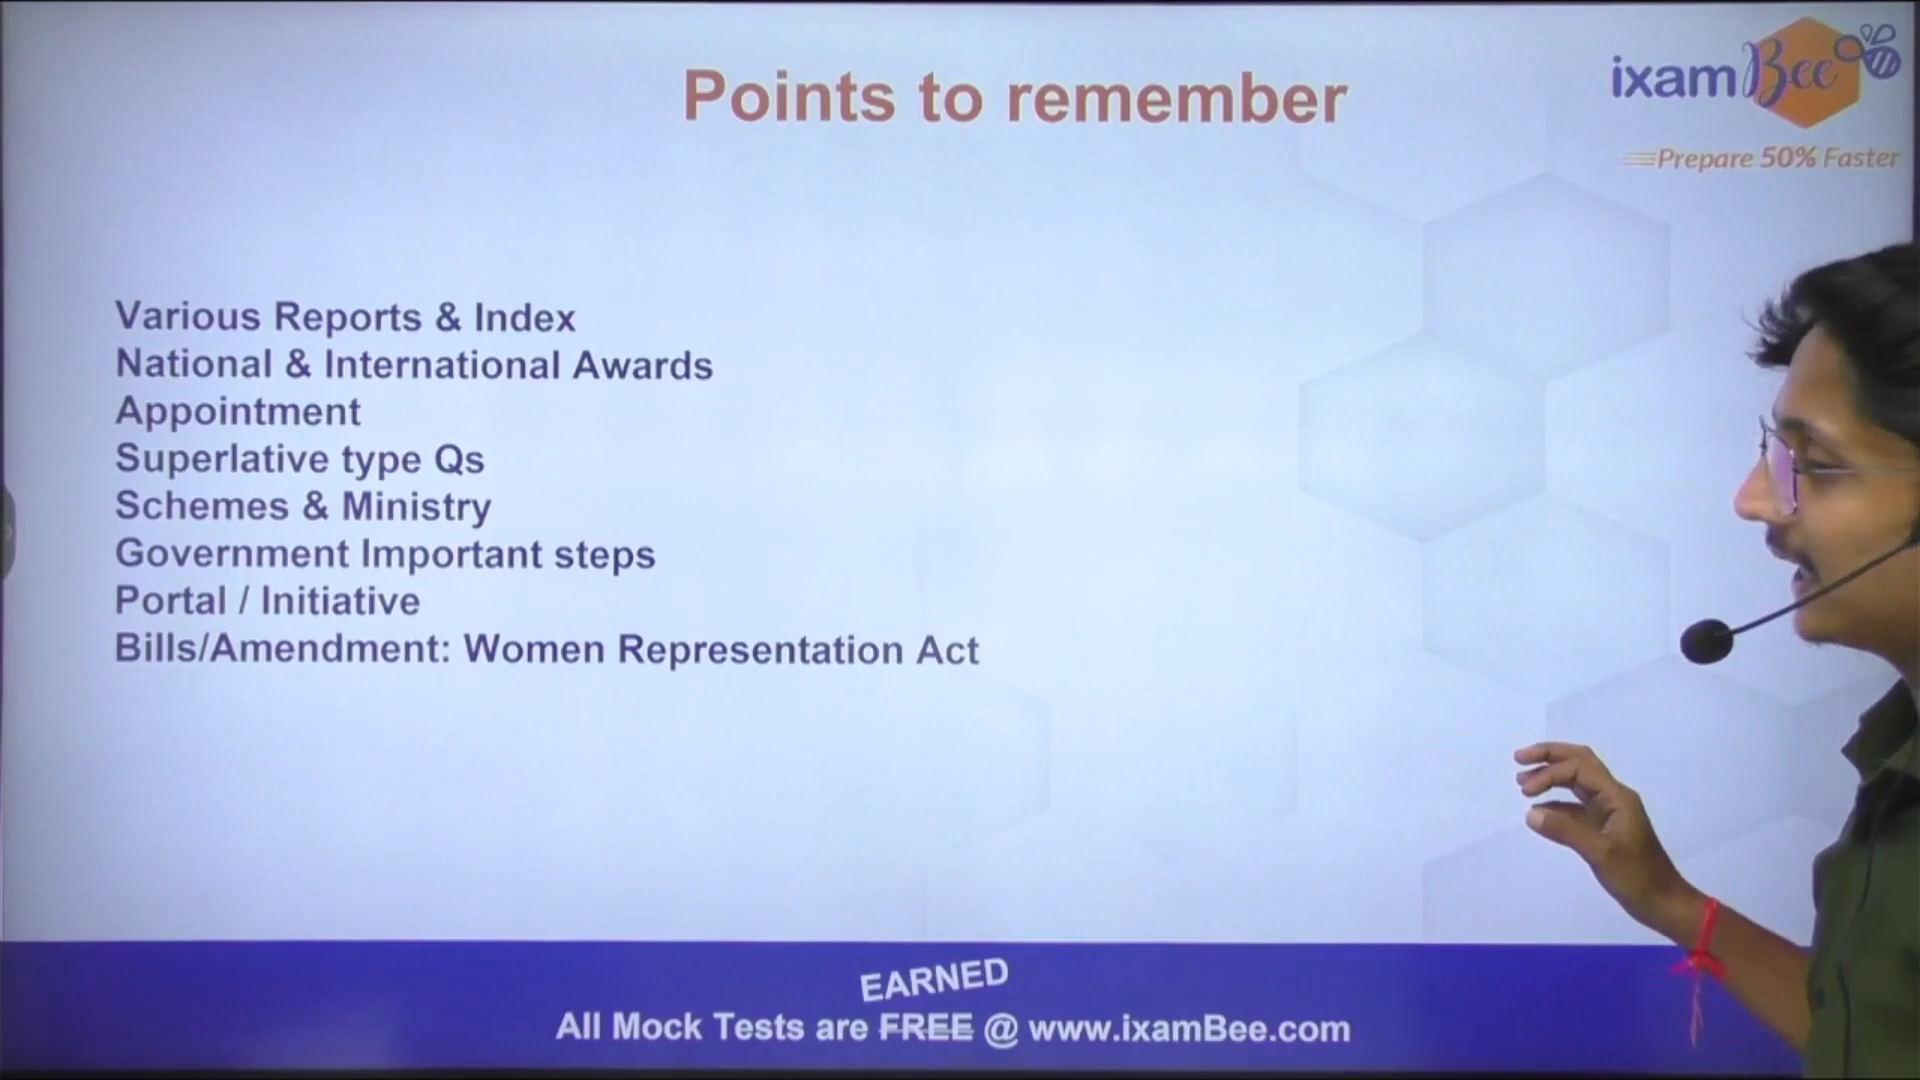 Points to remember
ixamBee
Prepare 50% Faster
Various Reports & Index
National & International Awards
Appointment
Superlative type Qs
Schemes & Ministry
Government Important steps
Portal / Initiative
Bills/Amendment: Women Representation Act
EARNED
All Mock Tests are FREE @ www.ixamBee.com